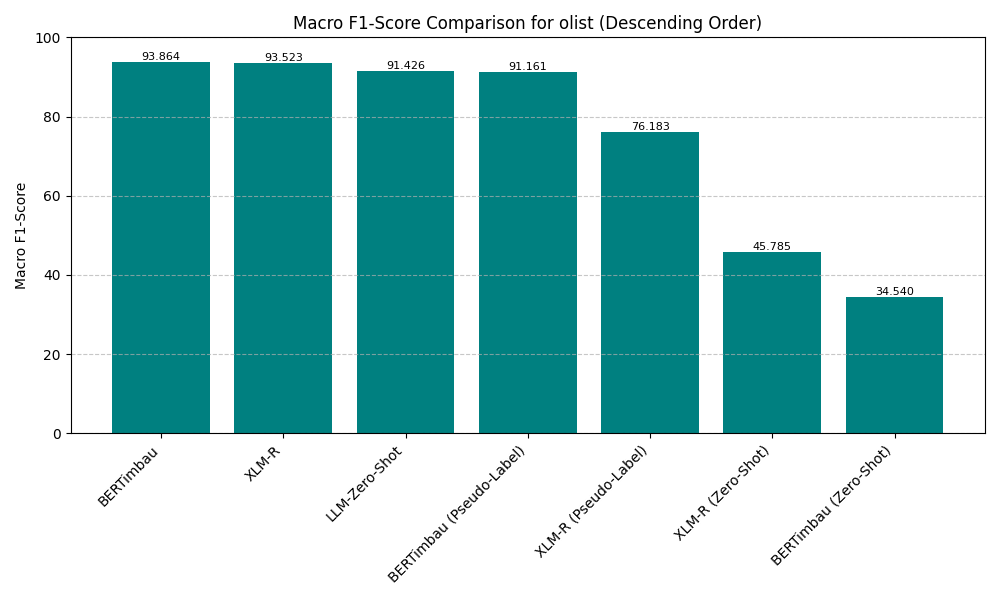 Macro F1-Score Comparison for olist (Descending Order)
Macro F1-Score
100
80
60
40
20
0
93.864
93.523
91.426
91.161
76.183
45.785
34.540
BERTimbau
XLM-R
LLM-Zero-Shot
BERTimbau (Pseudo-Label)
XLM-R (Pseudo-Label)
XLM-R (Zero-Shot)
BERTimbau (Zero-Shot)